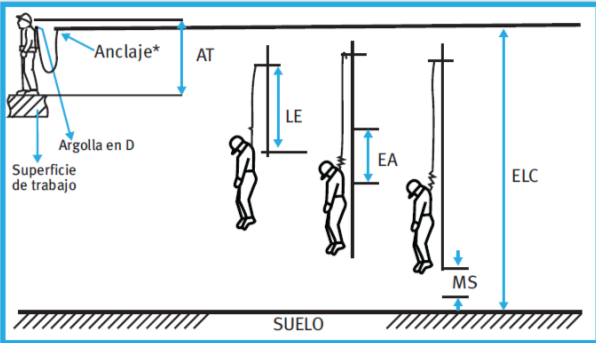 Anclaje*
AT
Argolla en D
Superficie
de trabajo
LE
EA
ELC
MS
SUELO